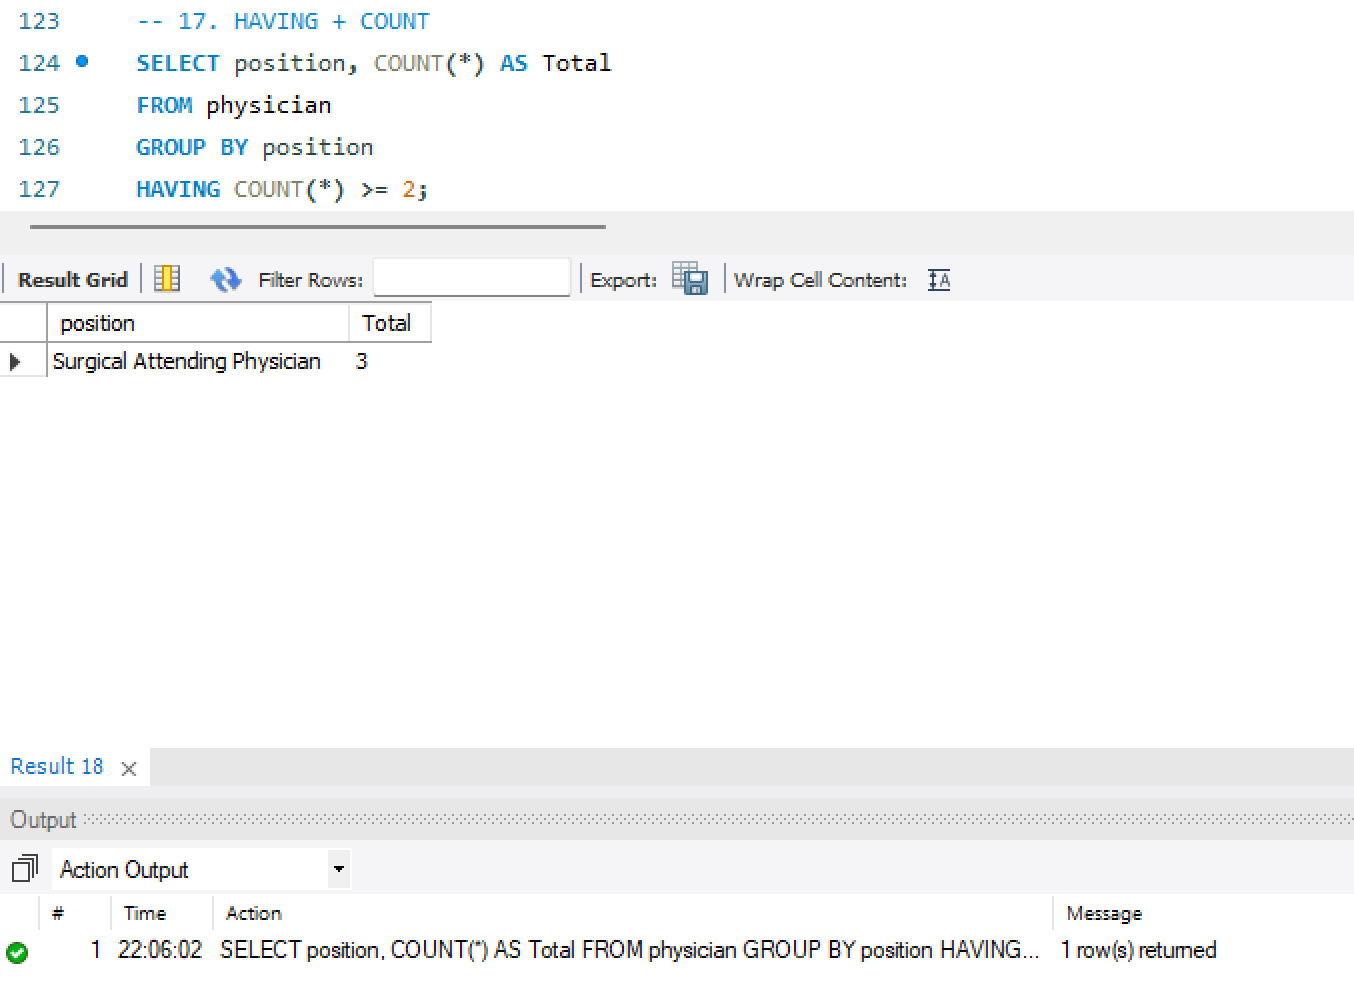 123 -- 17. HAVING + COUNT
124 SELECT position, COUNT(*) AS Total
125 FROM physician
126 GROUP BY position
127 HAVING COUNT(*) >= 2;
Result Grid Filter Rows: Export: Wrap Cell Content:
position Total
Surgical Attending Physician 3
Result 18
Output
Action Output
# Time Action Message
1 22:06:02 SELECT position, COUNT(*) AS Total FROM physician GROUP BY position HAVING... 1 row(s) returned